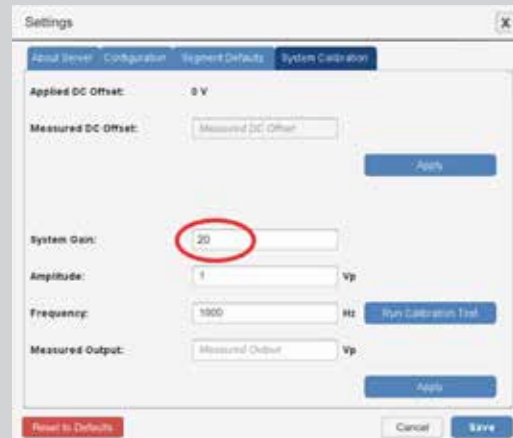 Settings
X
About Server Configuration Segment Defaults System Calibration
Applied DC Offset: 0 V
Measured DC Offset: Measured DC Offset
Apply
System Gain: 20
Amplitude: 1 Vp
Frequency: 1000 Hz Run Calibration Test
Measured Output: Measured Output Vp
Apply
Reset to Defaults Cancel Save